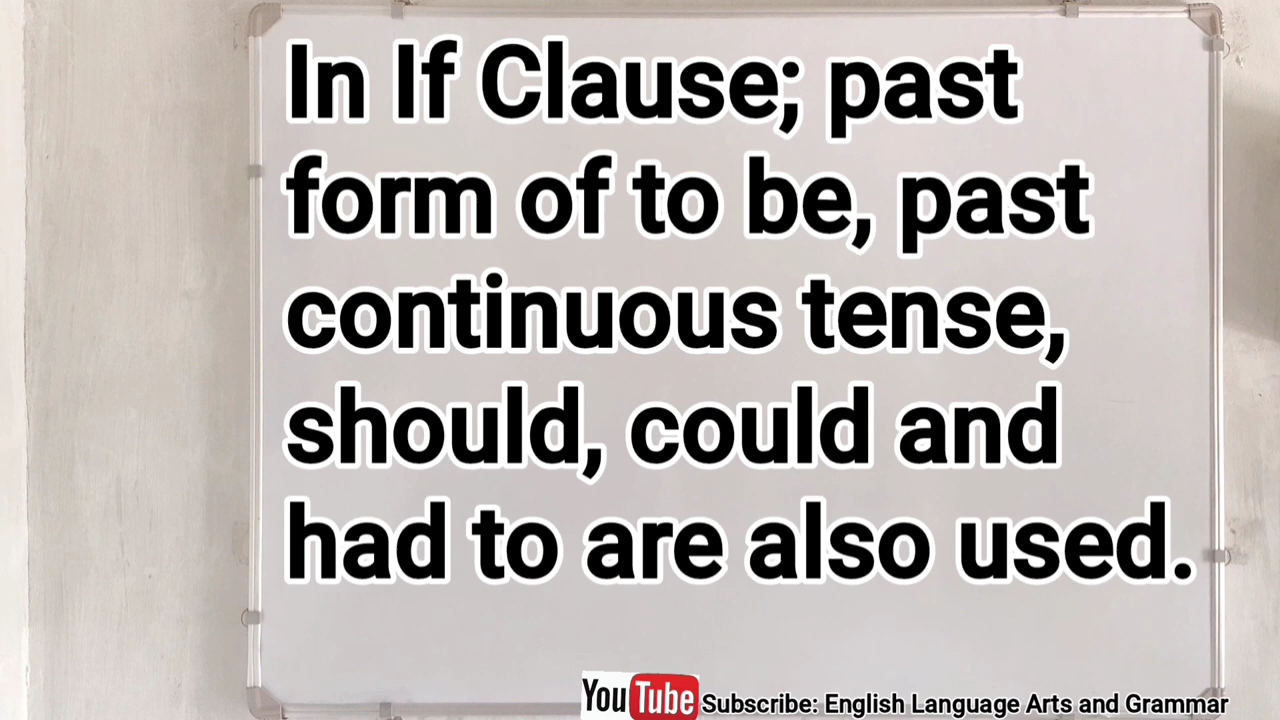 In If Clause; past
form of to be, past
continuous tense,
should, could and
had to are also used.
YouTube Subscribe: English Language Arts and Grammar